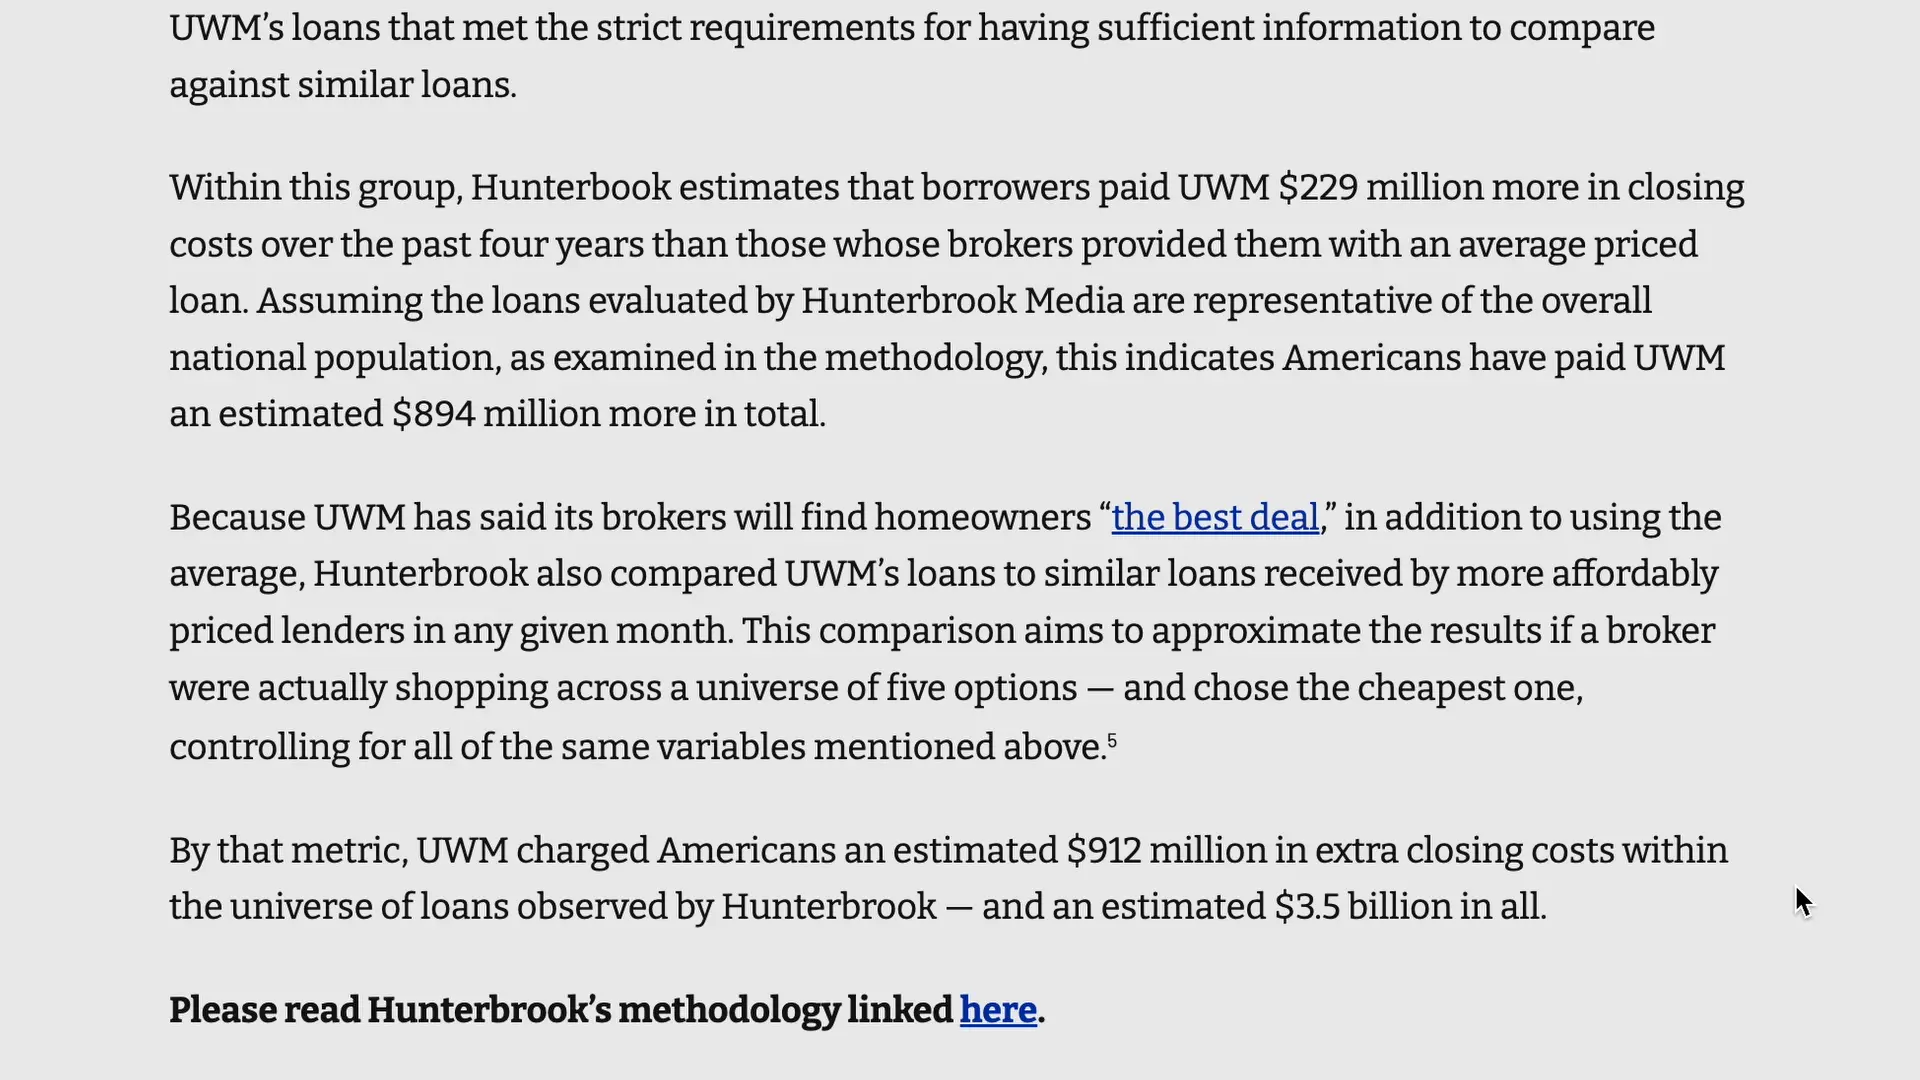 UWM’s loans that met the strict requirements for having sufficient information to compare
against similar loans.
Within this group, Hunterbook estimates that borrowers paid UWM $229 million more in closing
costs over the past four years than those whose brokers provided them with an average priced
loan. Assuming the loans evaluated by Hunterbrook Media are representative of the overall
national population, as examined in the methodology, this indicates Americans have paid UWM
an estimated $894 million more in total.
Because UWM has said its brokers will find homeowners “the best deal,” in addition to using the
average, Hunterbrook also compared UWM’s loans to similar loans received by more affordably
priced lenders in any given month. This comparison aims to approximate the results if a broker
were actually shopping across a universe of five options — and chose the cheapest one,
controlling for all of the same variables mentioned above.⁵
By that metric, UWM charged Americans an estimated $912 million in extra closing costs within
the universe of loans observed by Hunterbrook — and an estimated $3.5 billion in all.
Please read Hunterbrook’s methodology linked here.